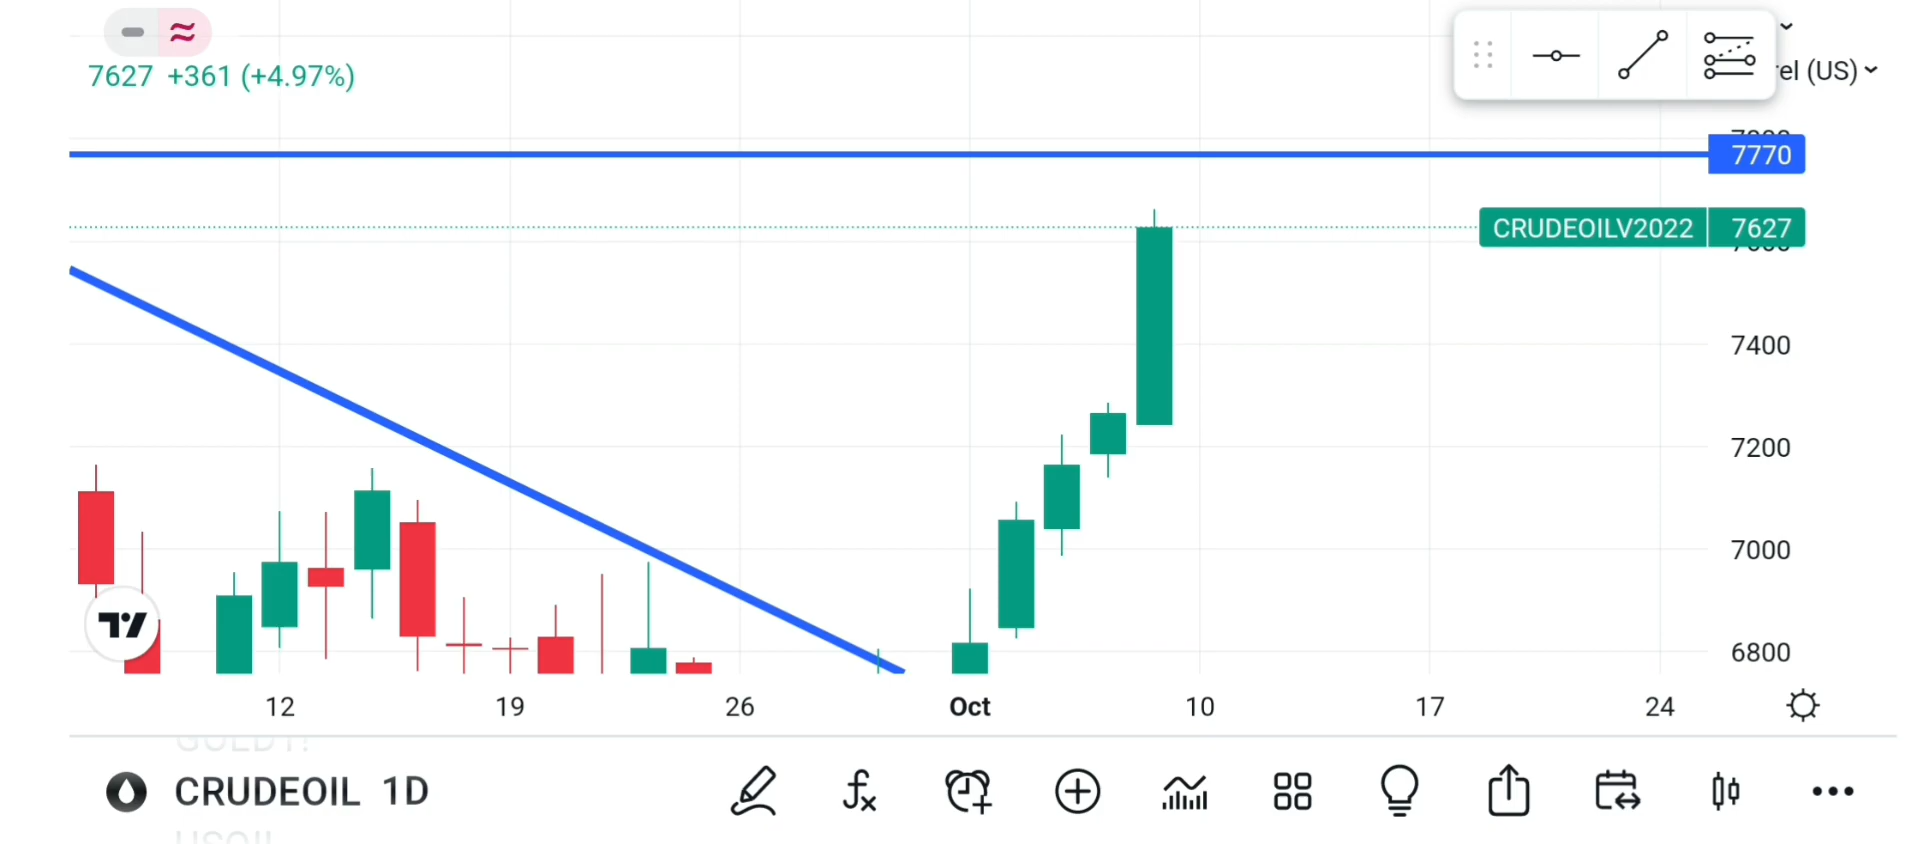 7627 +361 (+4.97%)
rel (US)
7770
CRUDEOILV2022 7627
7400
7200
7000
6800
12 19 26 Oct 10 17 24
CRUDEOIL 1D